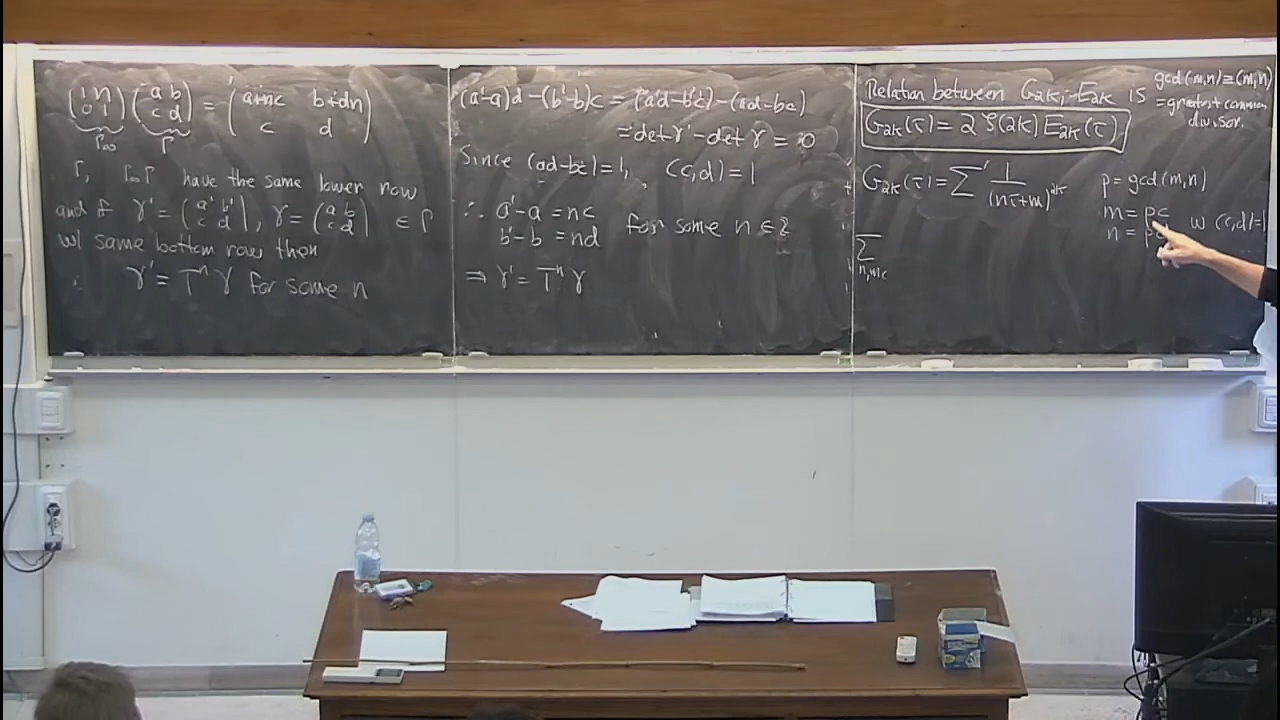 (1 n; 0 1) (a b; c d) = (a+nc b+dn; c d)
Γ∞ Γ
Γ, Γ∞Γ have the same lower row
and if γ' = (a' b'; c d), γ = (a b; c d) ∈ Γ
w/ same bottom row then
∴ γ' = Tⁿ γ for some n
(a'-a)d-(b'-b)c = (a'd-b'c)-(ad-bc)
= det γ' - det γ = 0
Since (ad-bc)=1, (c,d)=1
∴ a'-a = nc
b'-b = nd for some n ∈ ℤ
⇒ γ' = Tⁿ γ
Relation between G₂ₖ, E₂ₖ is
gcd(m,n)≡(m,n)
=greatest common
divisor.
G₂ₖ(τ) = 2 ζ(2k) E₂ₖ(τ)
G₂ₖ(τ) = Σ' 1/(nτ+m)²ᵏ
p = gcd(m,n)
m = pc
n = p w (c,d)=1
Σ